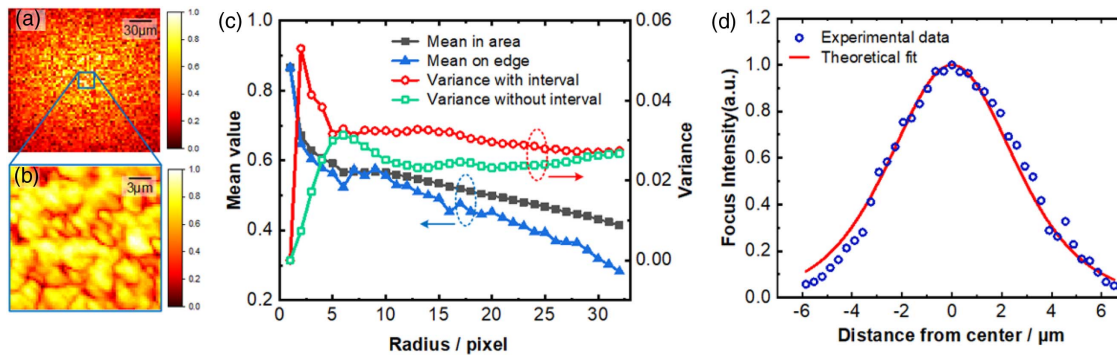 (a)
30μm
1.0
0.8
0.6
0.4
0.2
0.0
(b)
3μm
1.0
0.8
0.6
0.4
0.2
0.0
(c)
1.0
0.8
0.6
0.4
0.2
Mean value
Mean in area
Mean on edge
Variance with interval
Variance without interval
0.06
0.04
0.02
0.00
Variance
0 5 10 15 20 25 30
Radius / pixel
(d)
1.2
1.0
0.8
0.6
0.4
0.2
0.0
Focus Intensity(a.u.)
Experimental data
Theoretical fit
-6 -4 -2 0 2 4 6
Distance from center / μm